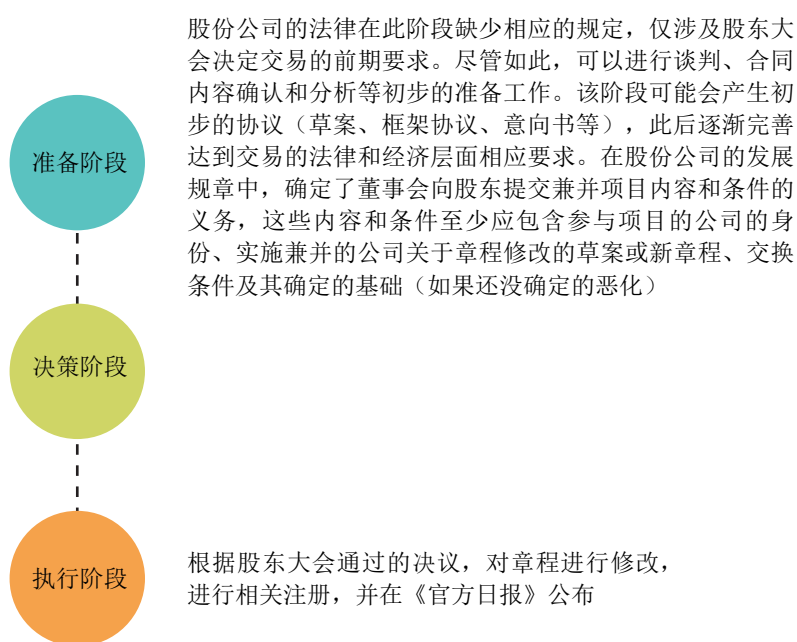 股份公司的法律在此阶段缺少相应的规定，仅涉及股东大
会决定交易的前期要求。尽管如此，可以进行谈判、合同
内容确认和分析等初步的准备工作。该阶段可能会产生初
步的协议（草案、框架协议、意向书等），此后逐渐完善
达到交易的法律和经济层面相应要求。在股份公司的发展
规章中，确定了董事会向股东提交兼并项目内容和条件的
义务，这些内容和条件至少应包含参与项目的公司的身
份、实施兼并的公司关于章程修改的草案或新章程、交换
条件及其确定的基础（如果还没确定的恶化）
准备阶段
决策阶段
执行阶段
根据股东大会通过的决议，对章程进行修改，
进行相关注册，并在《官方日报》公布